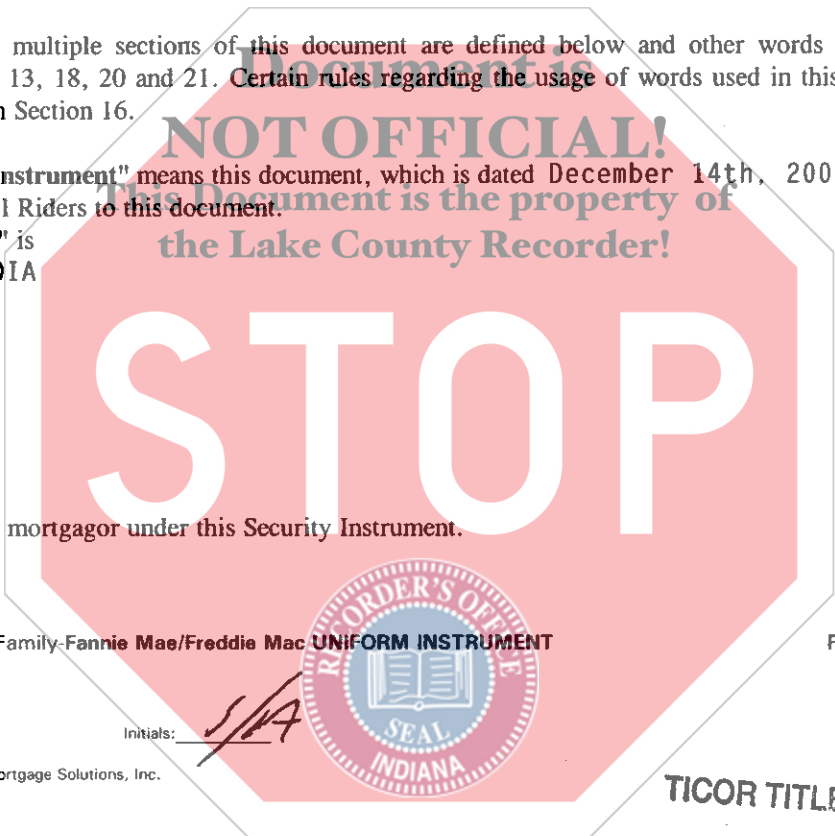 multiple sections of this document are defined below and other words
13, 18, 20 and 21. Certain rules regarding the usage of words used in this
Section 16.
Document is
NOT OFFICIAL!
This Document is the property of
the Lake County Recorder!
nstrument" means this document, which is dated December 14th, 200
l Riders to this document.
" is
DIA
STOP
mortgagor under this Security Instrument.
RECORDER'S OFFICE
SEAL
INDIANA
Family-Fannie Mae/Freddie Mac UNIFORM INSTRUMENT
Initials:
ortgage Solutions, Inc.
TICOR TITLE